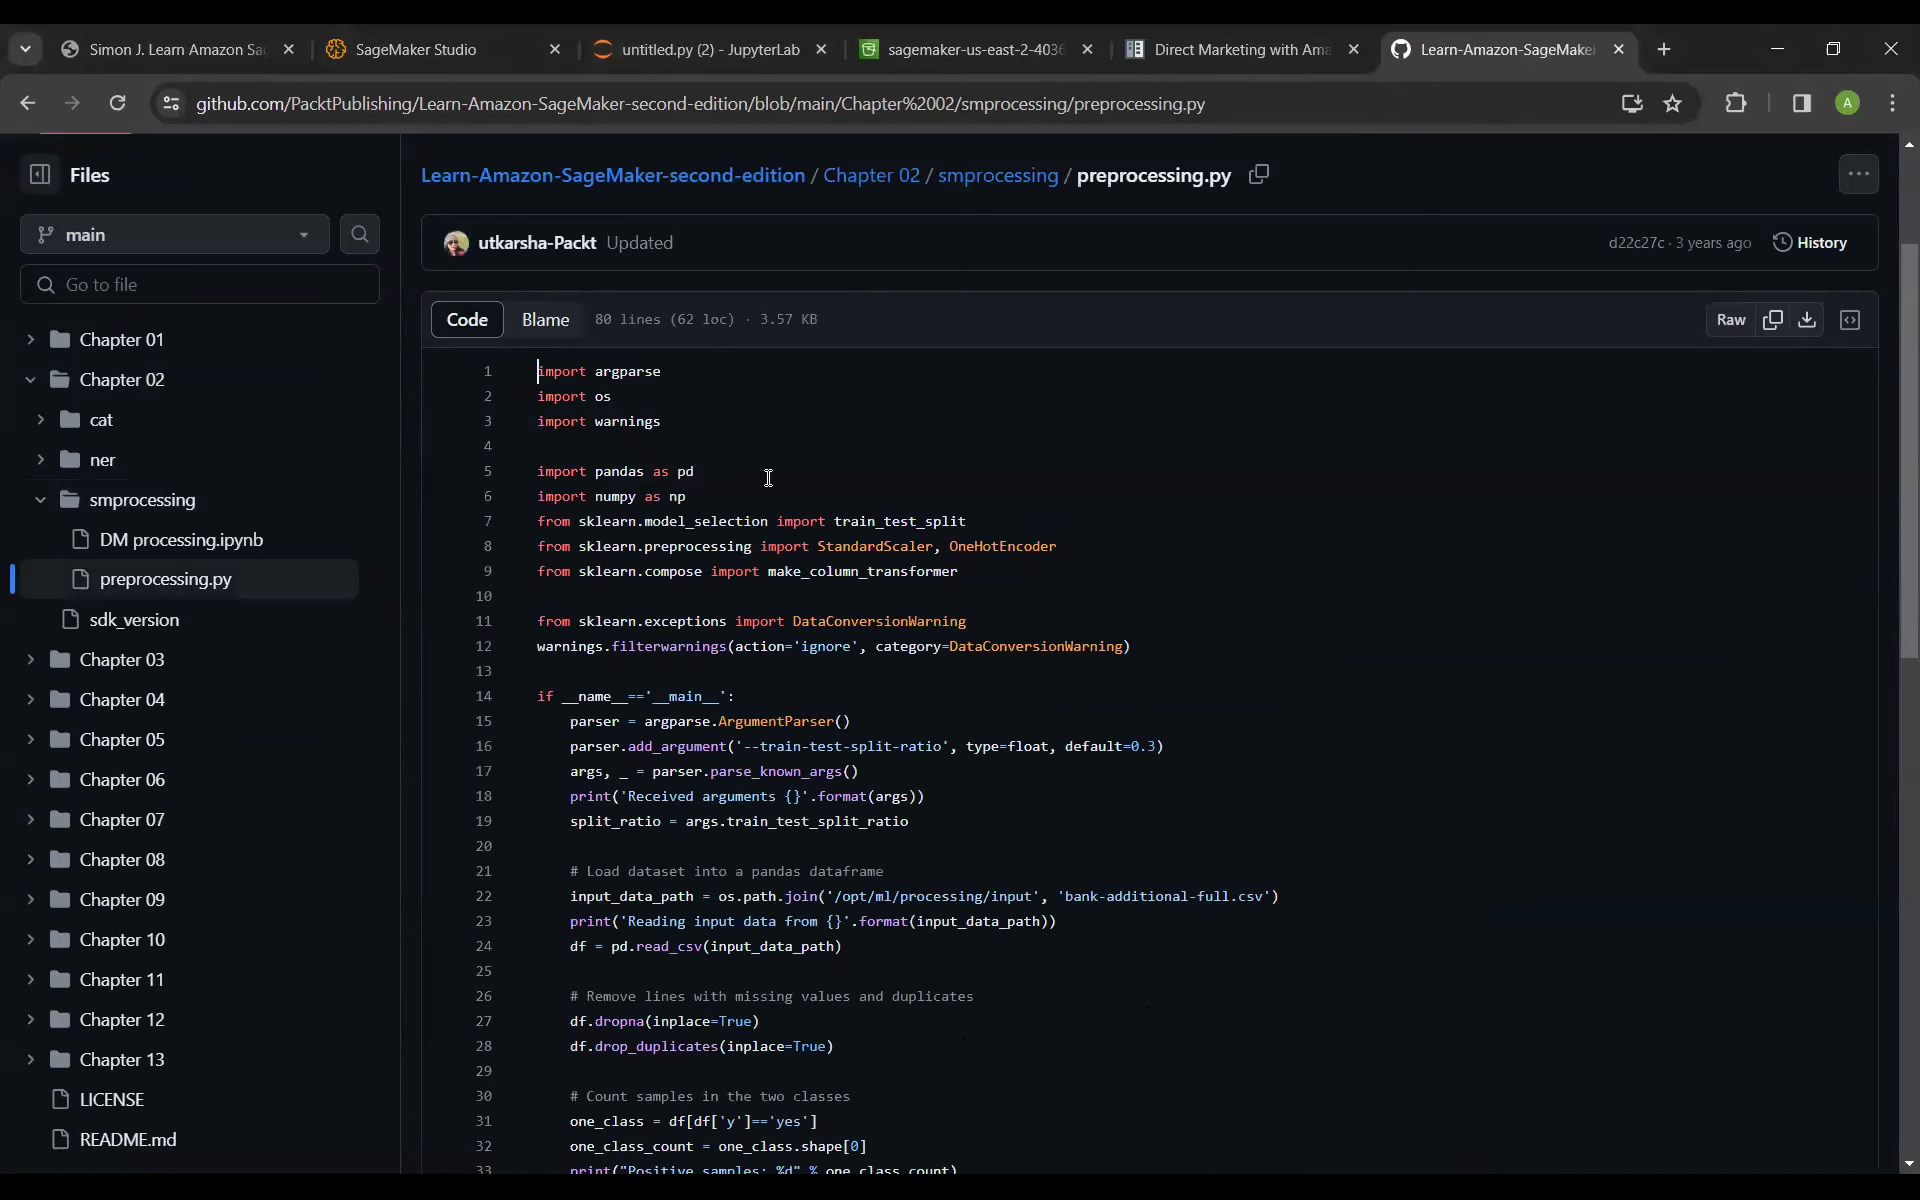 Simon J. Learn Amazon Sa
SageMaker Studio
untitled.py (2) - JupyterLab
sagemaker-us-east-2-4036
Direct Marketing with Ama
Learn-Amazon-SageMaker
github.com/PacktPublishing/Learn-Amazon-SageMaker-second-edition/blob/main/Chapter%2002/smprocessing/preprocessing.py
A
Files
main
Go to file
Chapter 01
Chapter 02
cat
ner
smprocessing
DM processing.ipynb
preprocessing.py
sdk_version
Chapter 03
Chapter 04
Chapter 05
Chapter 06
Chapter 07
Chapter 08
Chapter 09
Chapter 10
Chapter 11
Chapter 12
Chapter 13
LICENSE
README.md
Learn-Amazon-SageMaker-second-edition / Chapter 02 / smprocessing / preprocessing.py
utkarsha-Packt Updated
d22c27c · 3 years ago
History
Code
Blame
80 lines (62 loc) · 3.57 KB
Raw
1 import argparse
2 import os
3 import warnings
4
5 import pandas as pd
6 import numpy as np
7 from sklearn.model_selection import train_test_split
8 from sklearn.preprocessing import StandardScaler, OneHotEncoder
9 from sklearn.compose import make_column_transformer
10
11 from sklearn.exceptions import DataConversionWarning
12 warnings.filterwarnings(action='ignore', category=DataConversionWarning)
13
14 if __name__=='__main__':
15 parser = argparse.ArgumentParser()
16 parser.add_argument('--train-test-split-ratio', type=float, default=0.3)
17 args, _ = parser.parse_known_args()
18 print('Received arguments {}'.format(args))
19 split_ratio = args.train_test_split_ratio
20
21 # Load dataset into a pandas dataframe
22 input_data_path = os.path.join('/opt/ml/processing/input', 'bank-additional-full.csv')
23 print('Reading input data from {}'.format(input_data_path))
24 df = pd.read_csv(input_data_path)
25
26 # Remove lines with missing values and duplicates
27 df.dropna(inplace=True)
28 df.drop_duplicates(inplace=True)
29
30 # Count samples in the two classes
31 one_class = df[df['y']=='yes']
32 one_class_count = one_class.shape[0]
33 print("Positive samples: %d" % one_class_count)